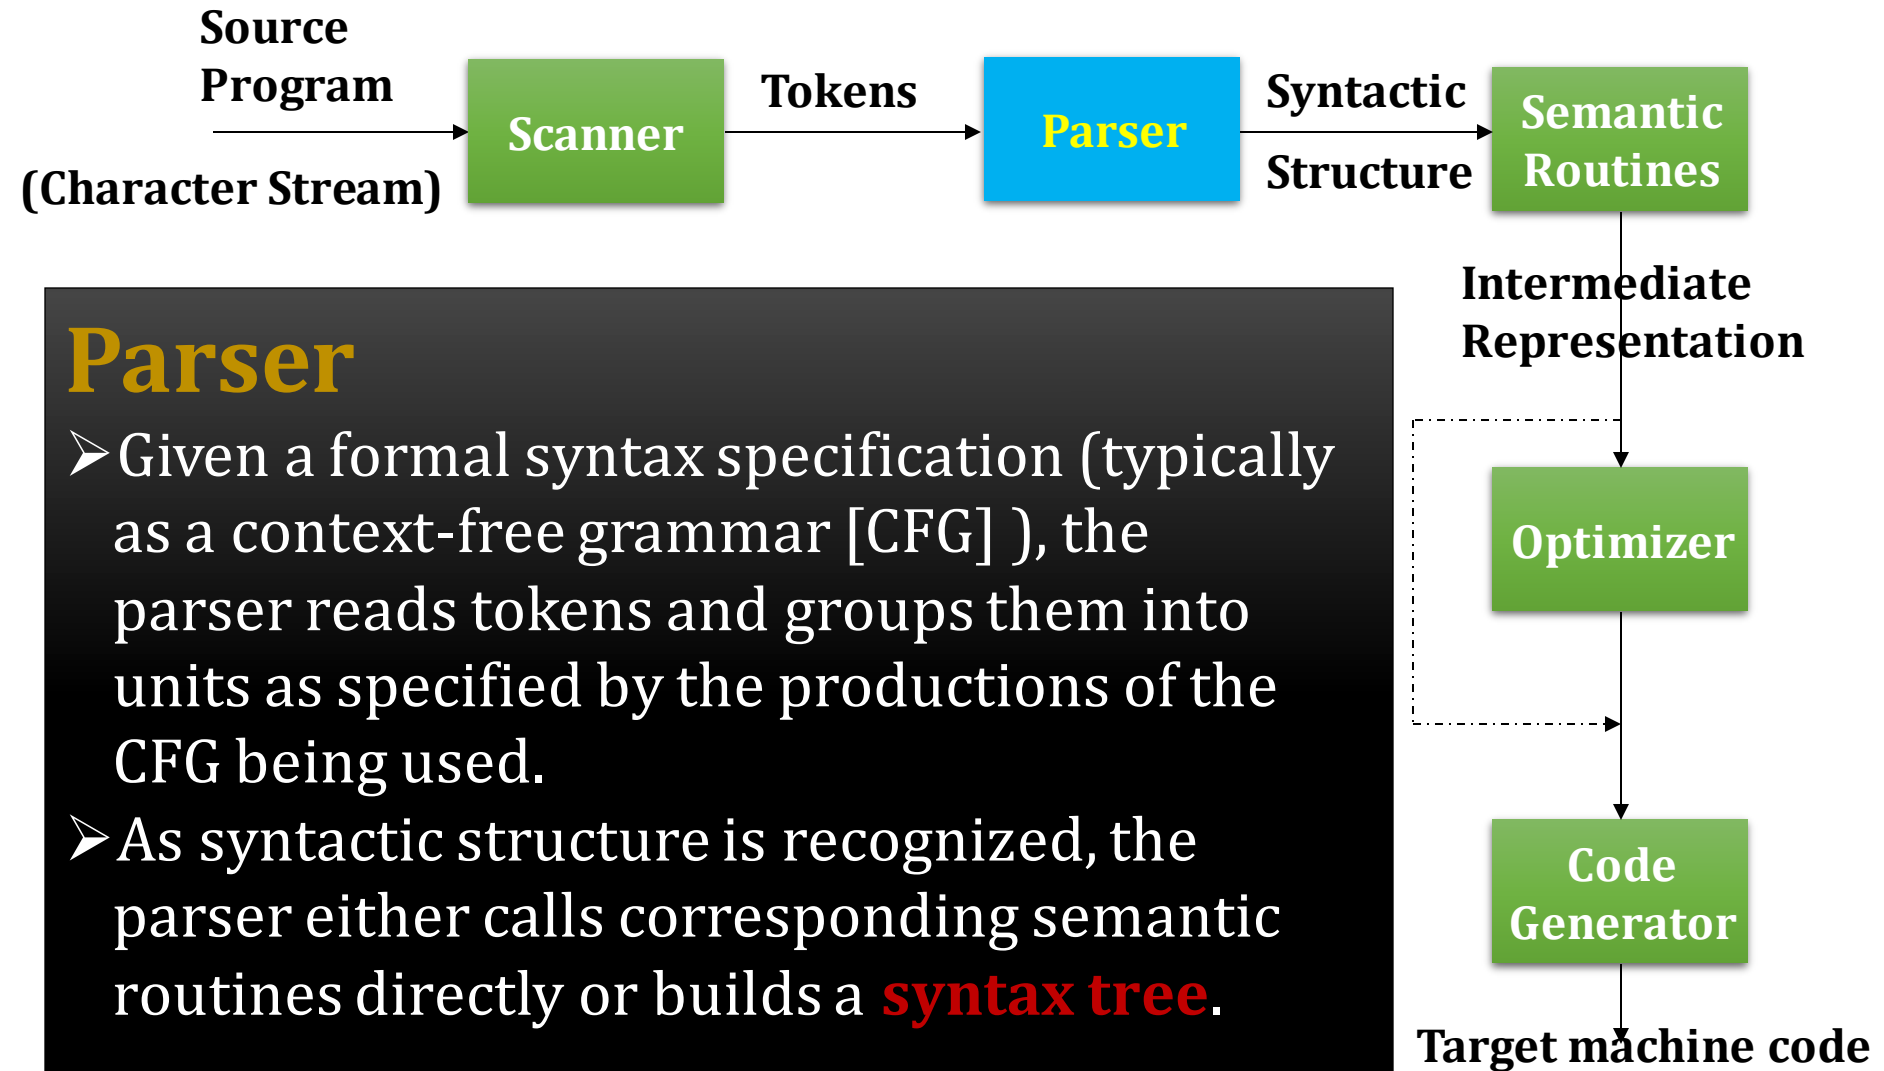 Source
Program
(Character Stream)
Scanner
Tokens
Parser
Syntactic
Structure
Semantic
Routines
Intermediate
Representation
Optimizer
Code
Generator
Target machine code
Parser
➢Given a formal syntax specification (typically
as a context-free grammar [CFG] ), the
parser reads tokens and groups them into
units as specified by the productions of the
CFG being used.
➢As syntactic structure is recognized, the
parser either calls corresponding semantic
routines directly or builds a syntax tree.